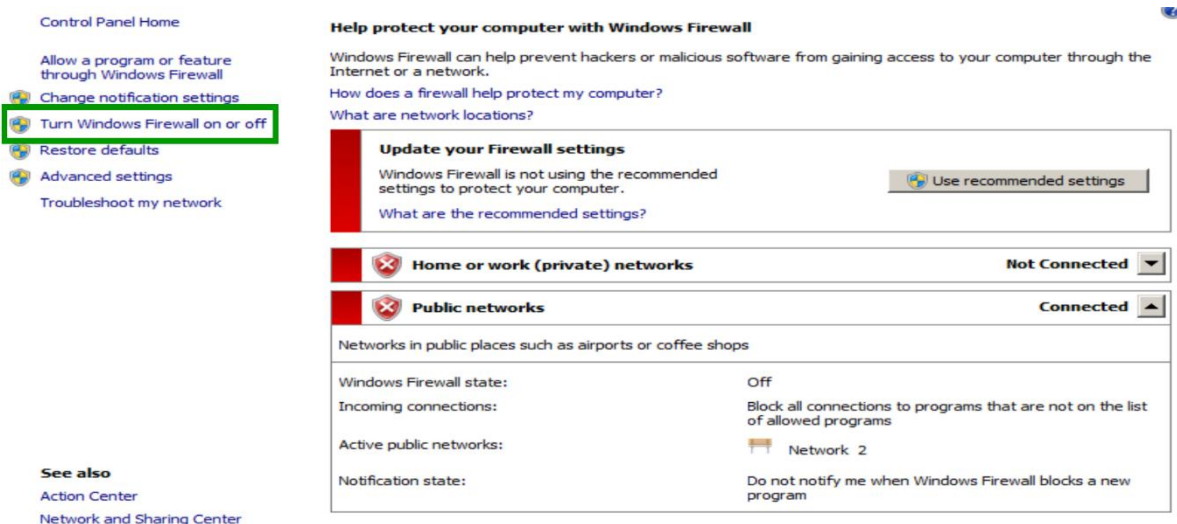 Control Panel Home
Allow a program or feature
through Windows Firewall
Change notification settings
Turn Windows Firewall on or off
Restore defaults
Advanced settings
Troubleshoot my network
See also
Action Center
Network and Sharing Center
Help protect your computer with Windows Firewall
Windows Firewall can help prevent hackers or malicious software from gaining access to your computer through the
Internet or a network.
How does a firewall help protect my computer?
What are network locations?
Update your Firewall settings
Windows Firewall is not using the recommended
settings to protect your computer.
Use recommended settings
What are the recommended settings?
Home or work (private) networks Not Connected
Public networks Connected
Networks in public places such as airports or coffee shops
Windows Firewall state: Off
Incoming connections: Block all connections to programs that are not on the list
of allowed programs
Active public networks: Network 2
Notification state: Do not notify me when Windows Firewall blocks a new
program